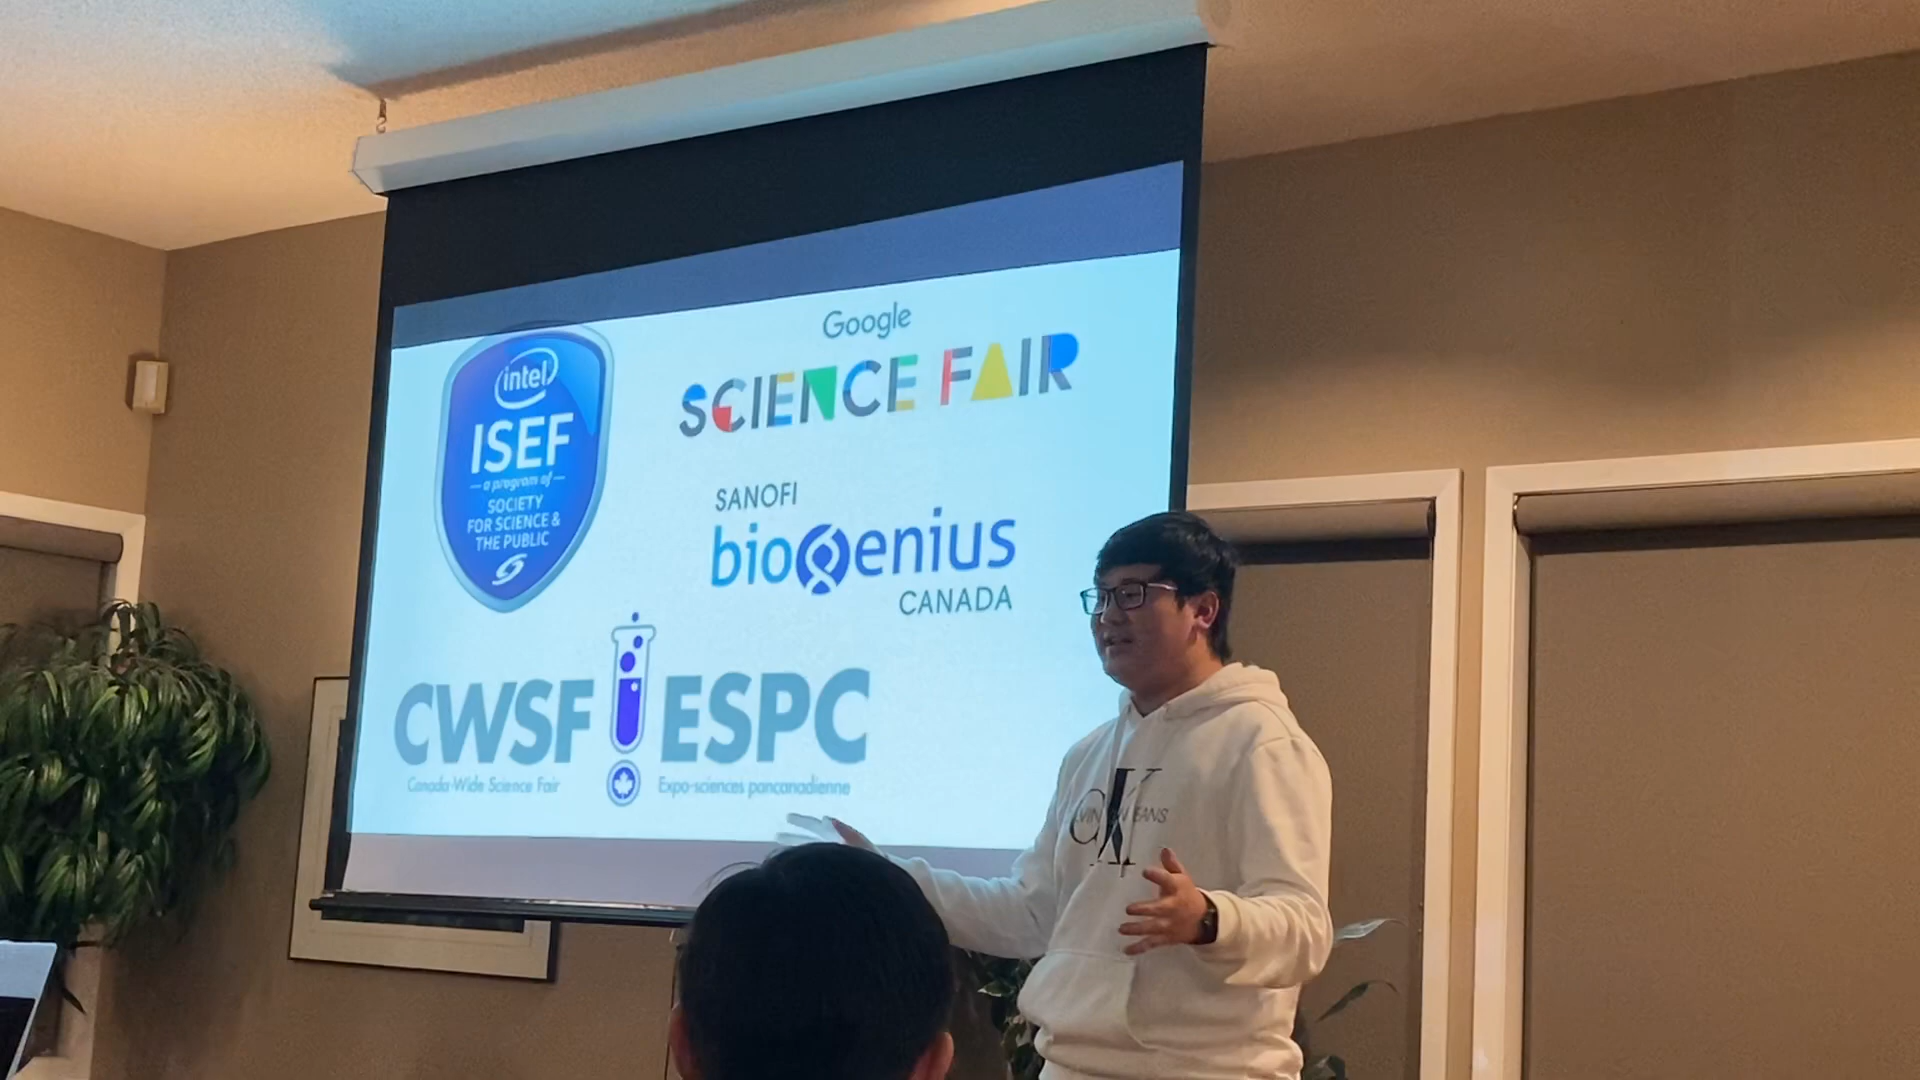 intel
ISEF
a program of
SOCIETY
FOR SCIENCE &
THE PUBLIC
Google
SCIENCE FAIR
SANOFI
bioGenius
CANADA
CWSF ESPC
Canada-Wide Science Fair
Expo-sciences pancanadienne
CK